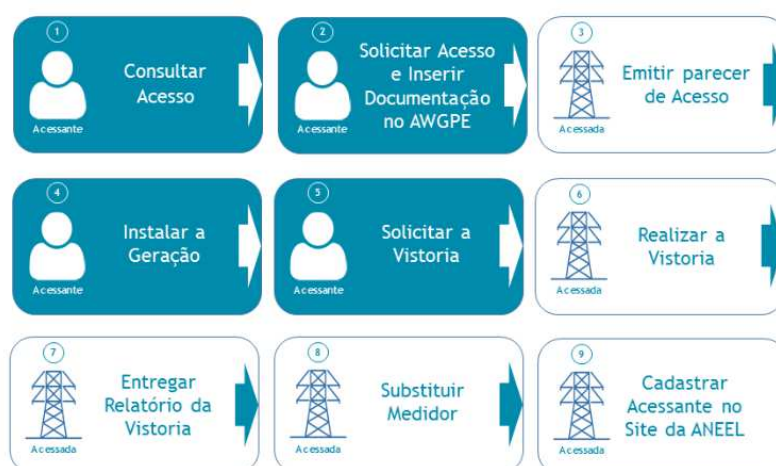 1
Consultar
Acesso
Acessante
2
Solicitar Acesso
e Inserir
Documentação
no AWGPE
Acessante
3
Emitir parecer
de Acesso
Acessada
4
Instalar a
Geração
Acessante
5
Solicitar a
Vistoria
Acessante
6
Realizar a
Vistoria
Acessada
7
Entregar
Relatório da
Vistoria
Acessada
8
Substituir
Medidor
Acessada
9
Cadastrar
Acessante no
Site da ANEEL
Acessada